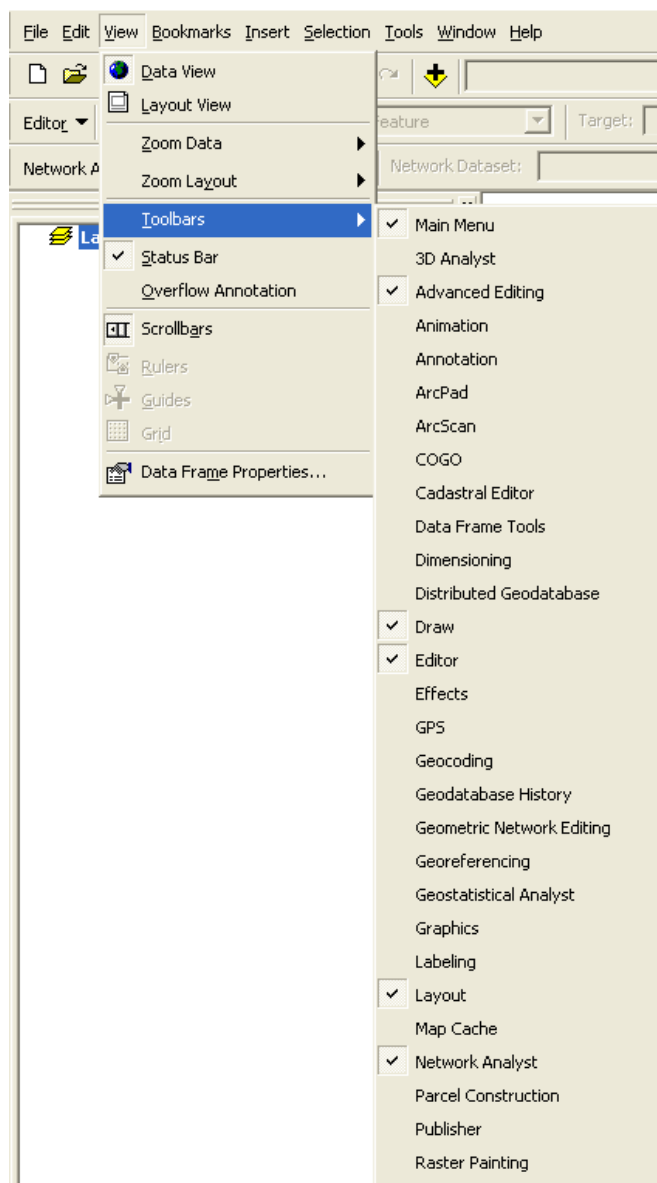 File Edit View Bookmarks Insert Selection Tools Window Help
Data View
Layout View
Editor
eature
Target:
Zoom Data
Network A
Network Dataset:
Zoom Layout
Toolbars
La
Status Bar
Overflow Annotation
Scrollbars
Rulers
Guides
Grid
Data Frame Properties...
Main Menu
3D Analyst
Advanced Editing
Animation
Annotation
ArcPad
ArcScan
COGO
Cadastral Editor
Data Frame Tools
Dimensioning
Distributed Geodatabase
Draw
Editor
Effects
GPS
Geocoding
Geodatabase History
Geometric Network Editing
Georeferencing
Geostatistical Analyst
Graphics
Labeling
Layout
Map Cache
Network Analyst
Parcel Construction
Publisher
Raster Painting